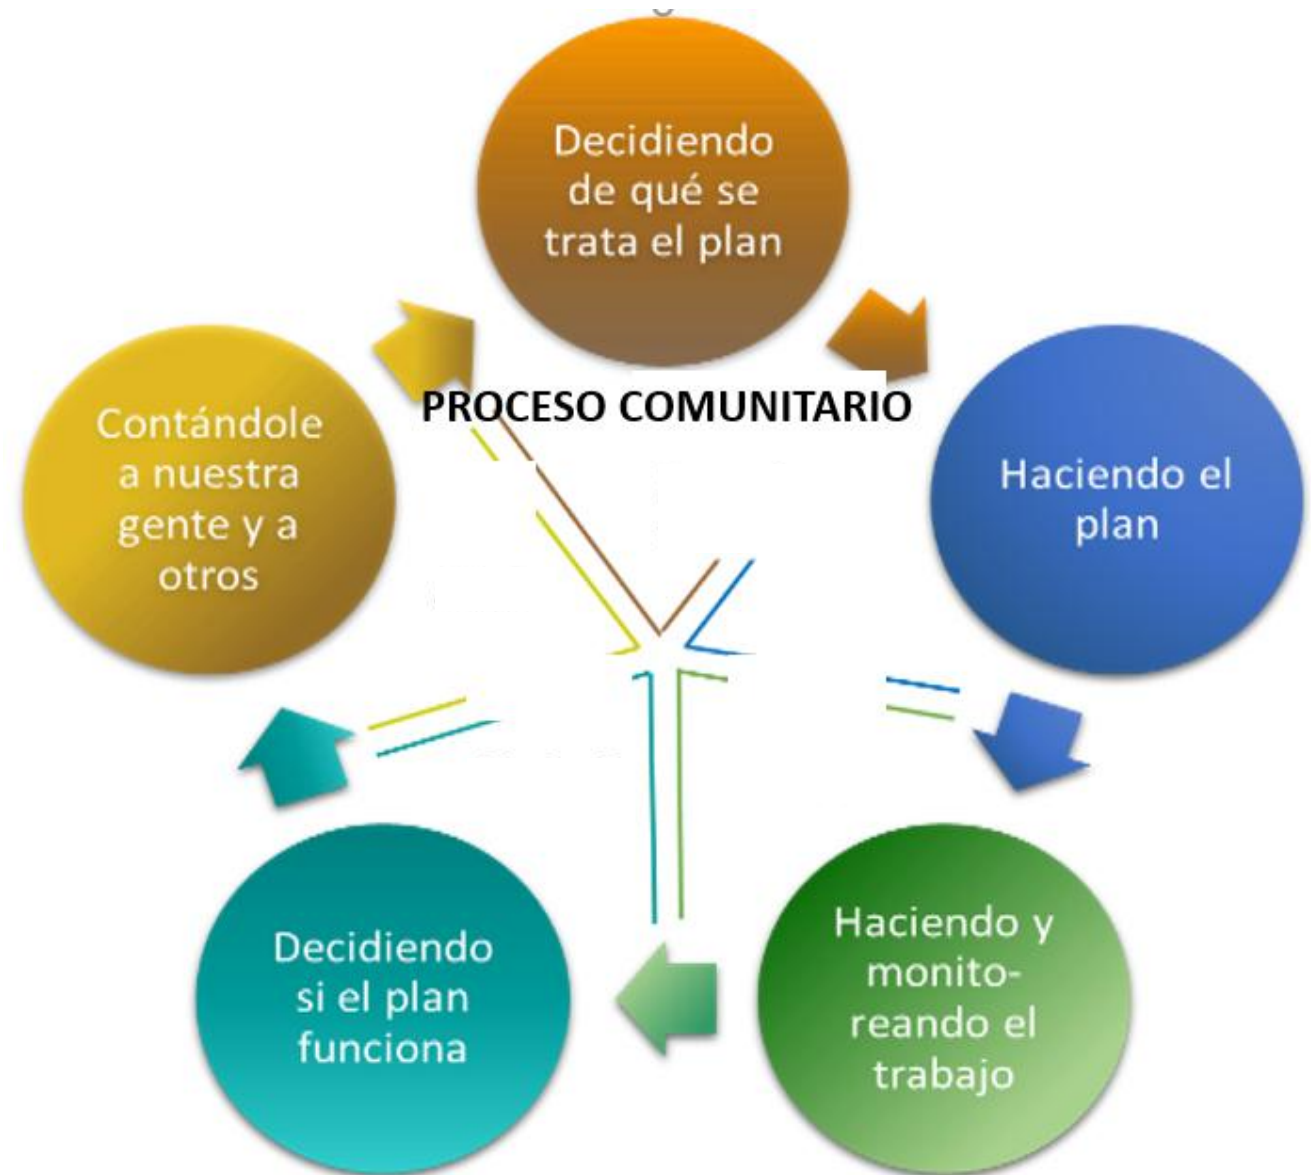 Decidiendo
de qué se
trata el plan
PROCESO COMUNITARIO
Contándole
a nuestra
gente y a
otros
Haciendo el
plan
Haciendo y
monito-
reando el
trabajo
Decidiendo
si el plan
funciona